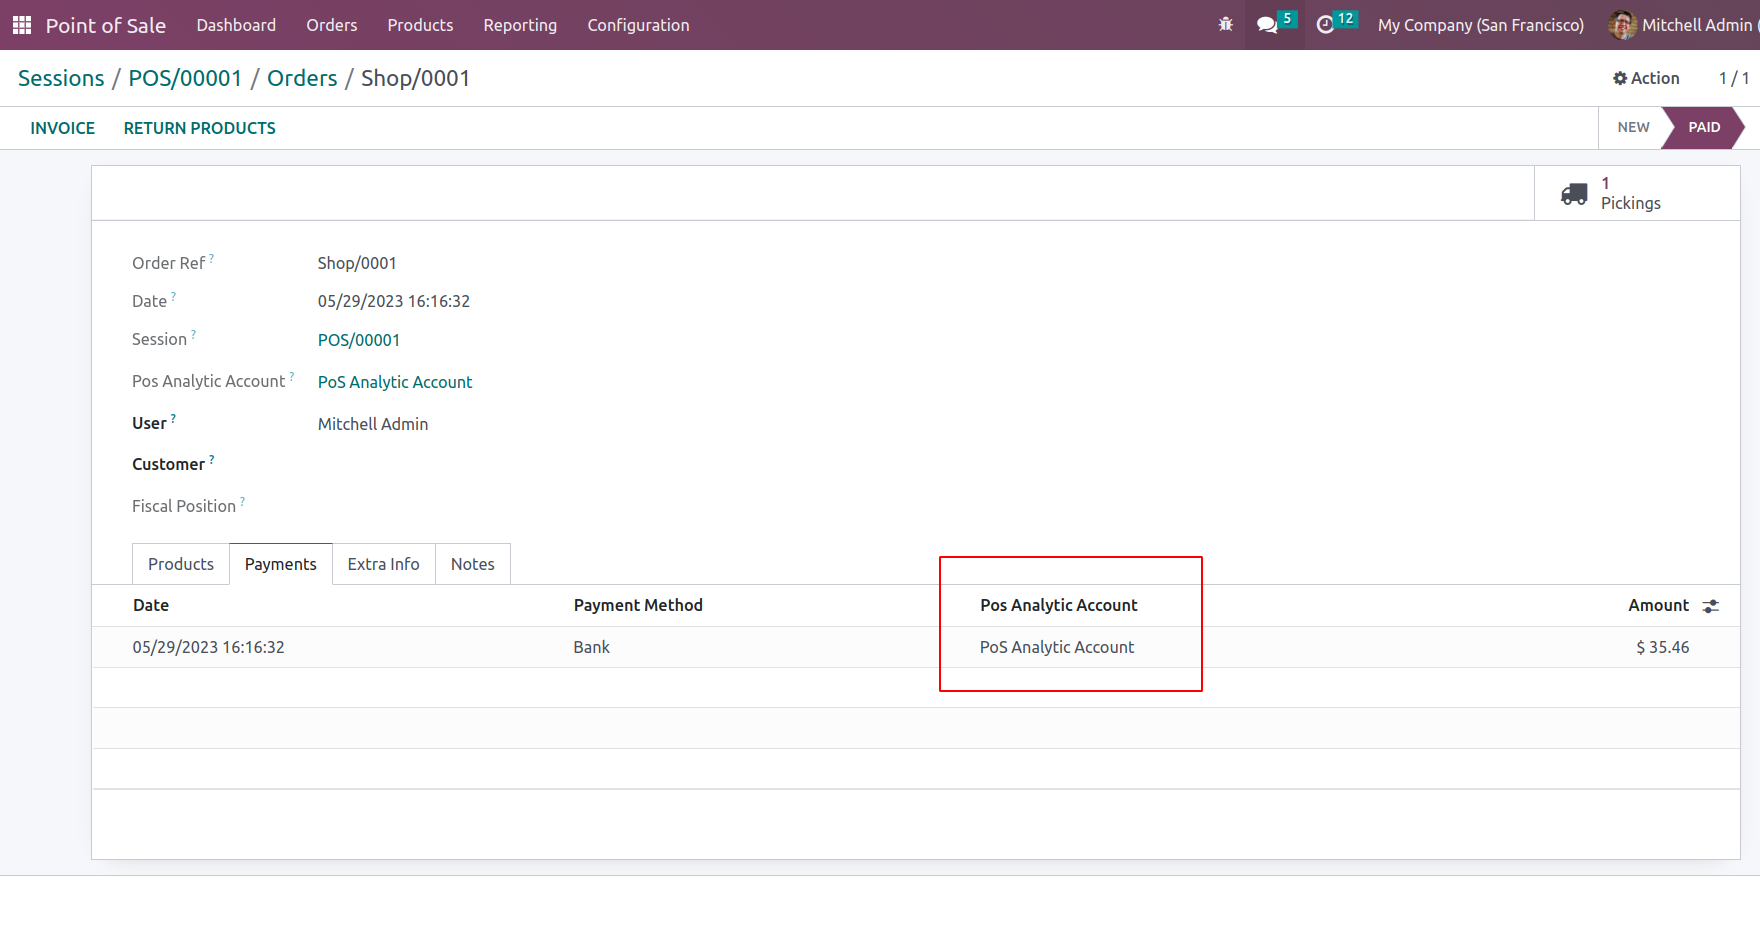 Point of Sale Dashboard Orders Products Reporting Configuration 5 12 My Company (San Francisco) Mitchell Admin (
Sessions / POS/00001 / Orders / Shop/0001 Action 1 / 1
INVOICE RETURN PRODUCTS NEW PAID
1
Pickings
Order Ref ? Shop/0001
Date ? 05/29/2023 16:16:32
Session ? POS/00001
Pos Analytic Account ? PoS Analytic Account
User ? Mitchell Admin
Customer ?
Fiscal Position ?
Products Payments Extra Info Notes
Date Payment Method Pos Analytic Account Amount
05/29/2023 16:16:32 Bank PoS Analytic Account $ 35.46